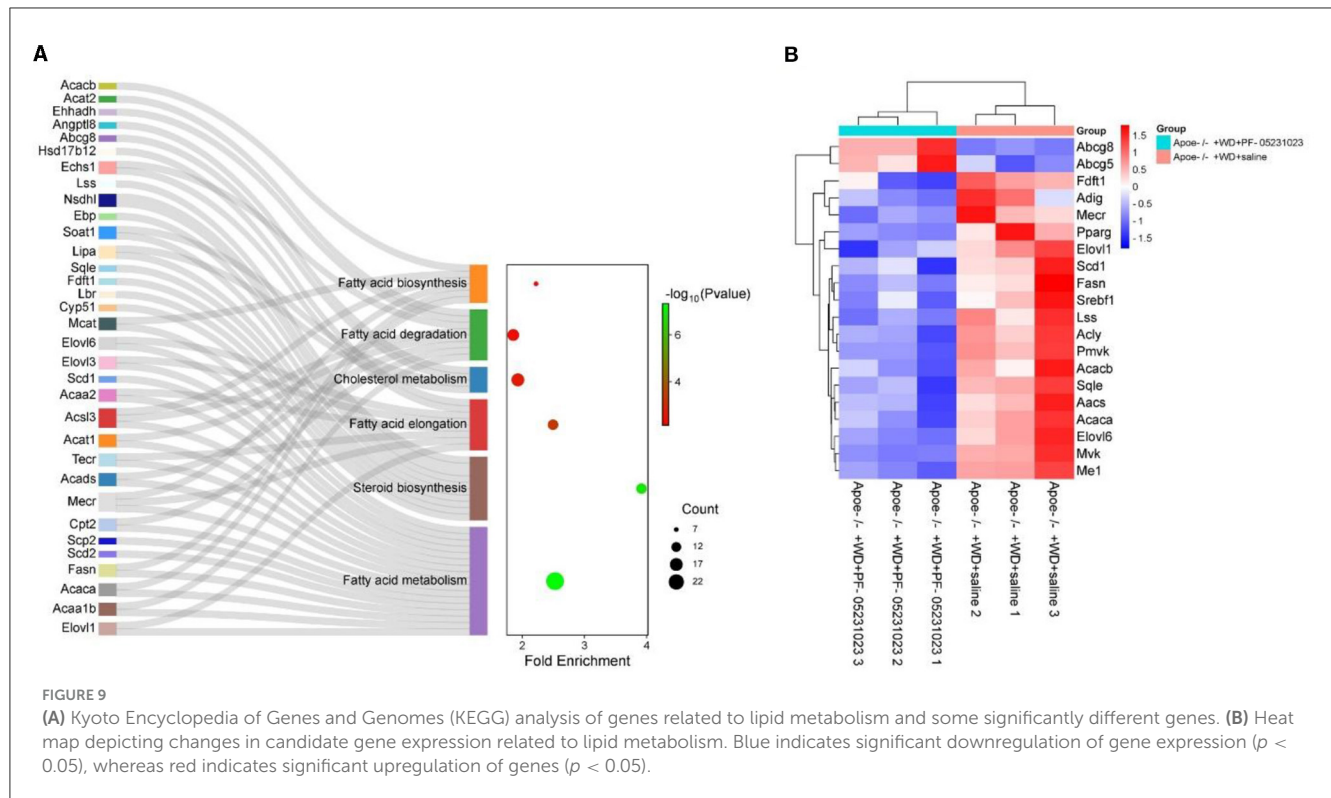 A
Acacb
Acat2
Ehhadh
Angptl8
Abcg8
Hsd17b12
Echs1
Lss
Nsdhl
Ebp
Soat1
Lipa
Sqle
Fdft1
Lbr
Cyp51
Mcat
Elovl6
Elovl3
Scd1
Acaa2
Acsl3
Acat1
Tecr
Acads
Mecr
Cpt2
Scp2
Scd2
Fasn
Acaca
Acaa1b
Elovl1
Fatty acid biosynthesis
Fatty acid degradation
Cholesterol metabolism
Fatty acid elongation
Steroid biosynthesis
Fatty acid metabolism
2 3 4
Fold Enrichment
-log10(Pvalue)
6
4
Count
7
12
17
22
B
Group
Abcg8
Abcg5
Fdft1
Adig
Mecr
Pparg
Elovl1
Scd1
Fasn
Srebf1
Lss
Acly
Pmvk
Acacb
Sqle
Aacs
Acaca
Elovl6
Mvk
Me1
Apoe- /- +WD+PF- 05231023 3
Apoe- /- +WD+PF- 05231023 2
Apoe- /- +WD+PF- 05231023 1
Apoe- /- +WD+saline 2
Apoe- /- +WD+saline 1
Apoe- /- +WD+saline 3
1.5
1
0.5
0
- 0.5
- 1
- 1.5
Group
Apoe- /- +WD+PF- 05231023
Apoe- /- +WD+saline
FIGURE 9
(A) Kyoto Encyclopedia of Genes and Genomes (KEGG) analysis of genes related to lipid metabolism and some significantly different genes. (B) Heat
map depicting changes in candidate gene expression related to lipid metabolism. Blue indicates significant downregulation of gene expression (p <
0.05), whereas red indicates significant upregulation of genes (p < 0.05).